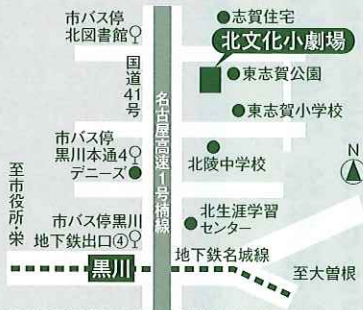 市バス停
北図書館
志賀住宅
北文化小劇場
国道41号
名古屋高速1号楠線
東志賀公園
東志賀小学校
市バス停
黒川本通4
デニーズ
北陵中学校
N
至市役所・栄
市バス停黒川
地下鉄出口④
北生涯学習
センター
黒川
地下鉄名城線
至大曽根